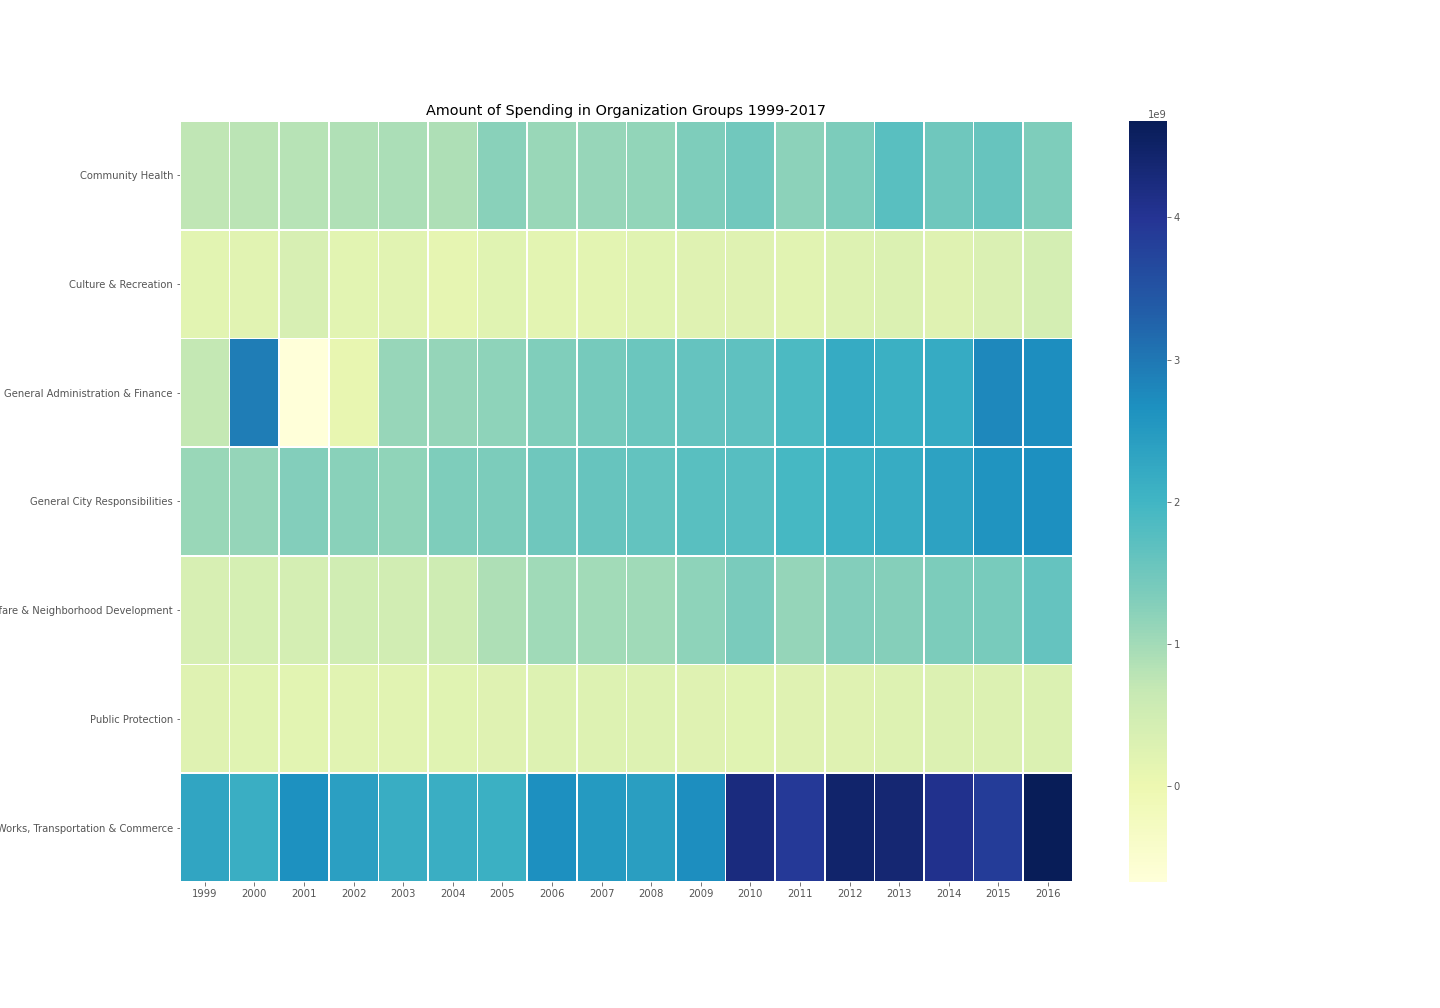 Amount of Spending in Organization Groups 1999-2017
1e9
Community Health
Culture & Recreation
General Administration & Finance
General City Responsibilities
fare & Neighborhood Development
Public Protection
Works, Transportation & Commerce
4
3
2
1
0
1999 2000 2001 2002 2003 2004 2005 2006 2007 2008 2009 2010 2011 2012 2013 2014 2015 2016